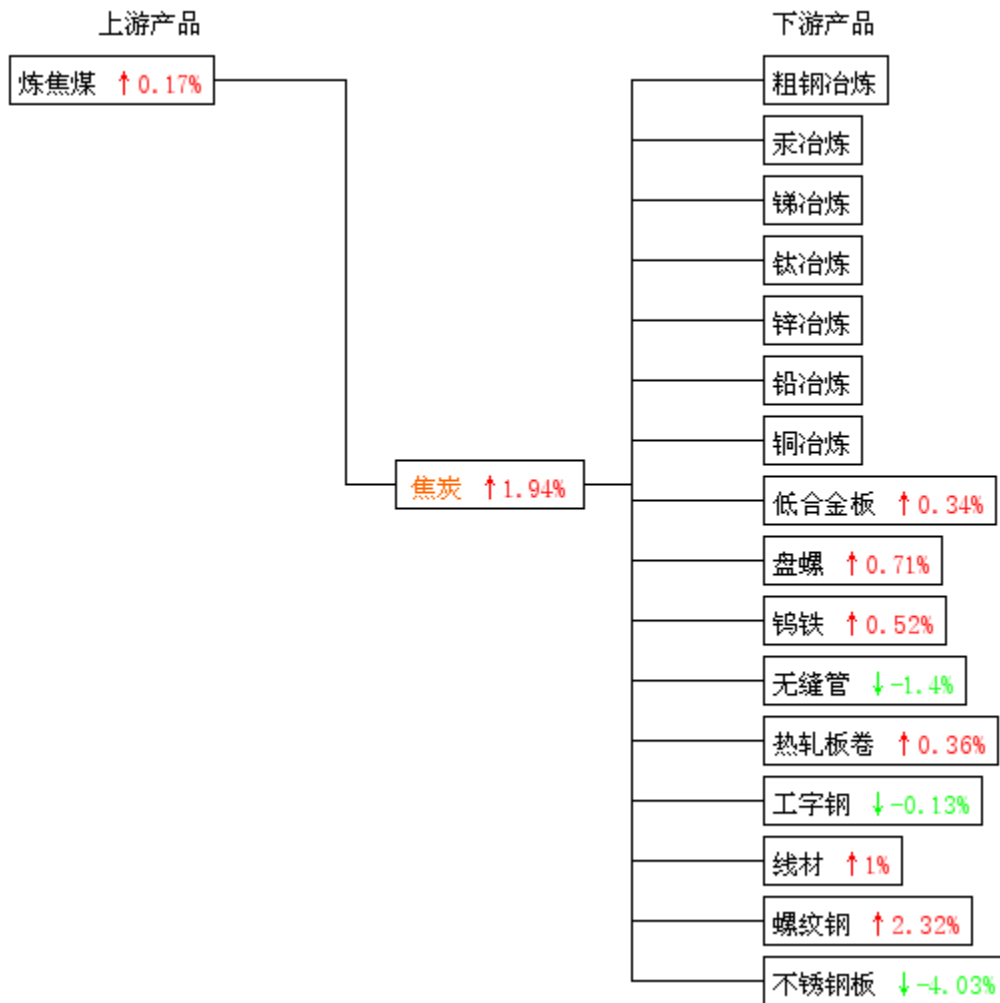 上游产品
下游产品
炼焦煤 ↑0.17%
粗钢冶炼
汞冶炼
锑冶炼
钛冶炼
锌冶炼
铅冶炼
铜冶炼
焦炭 ↑1.94%
低合金板 ↑0.34%
盘螺 ↑0.71%
钨铁 ↑0.52%
无缝管 ↓-1.4%
热轧板卷 ↑0.36%
工字钢 ↓-0.13%
线材 ↑1%
螺纹钢 ↑2.32%
不锈钢板 ↓-4.03%